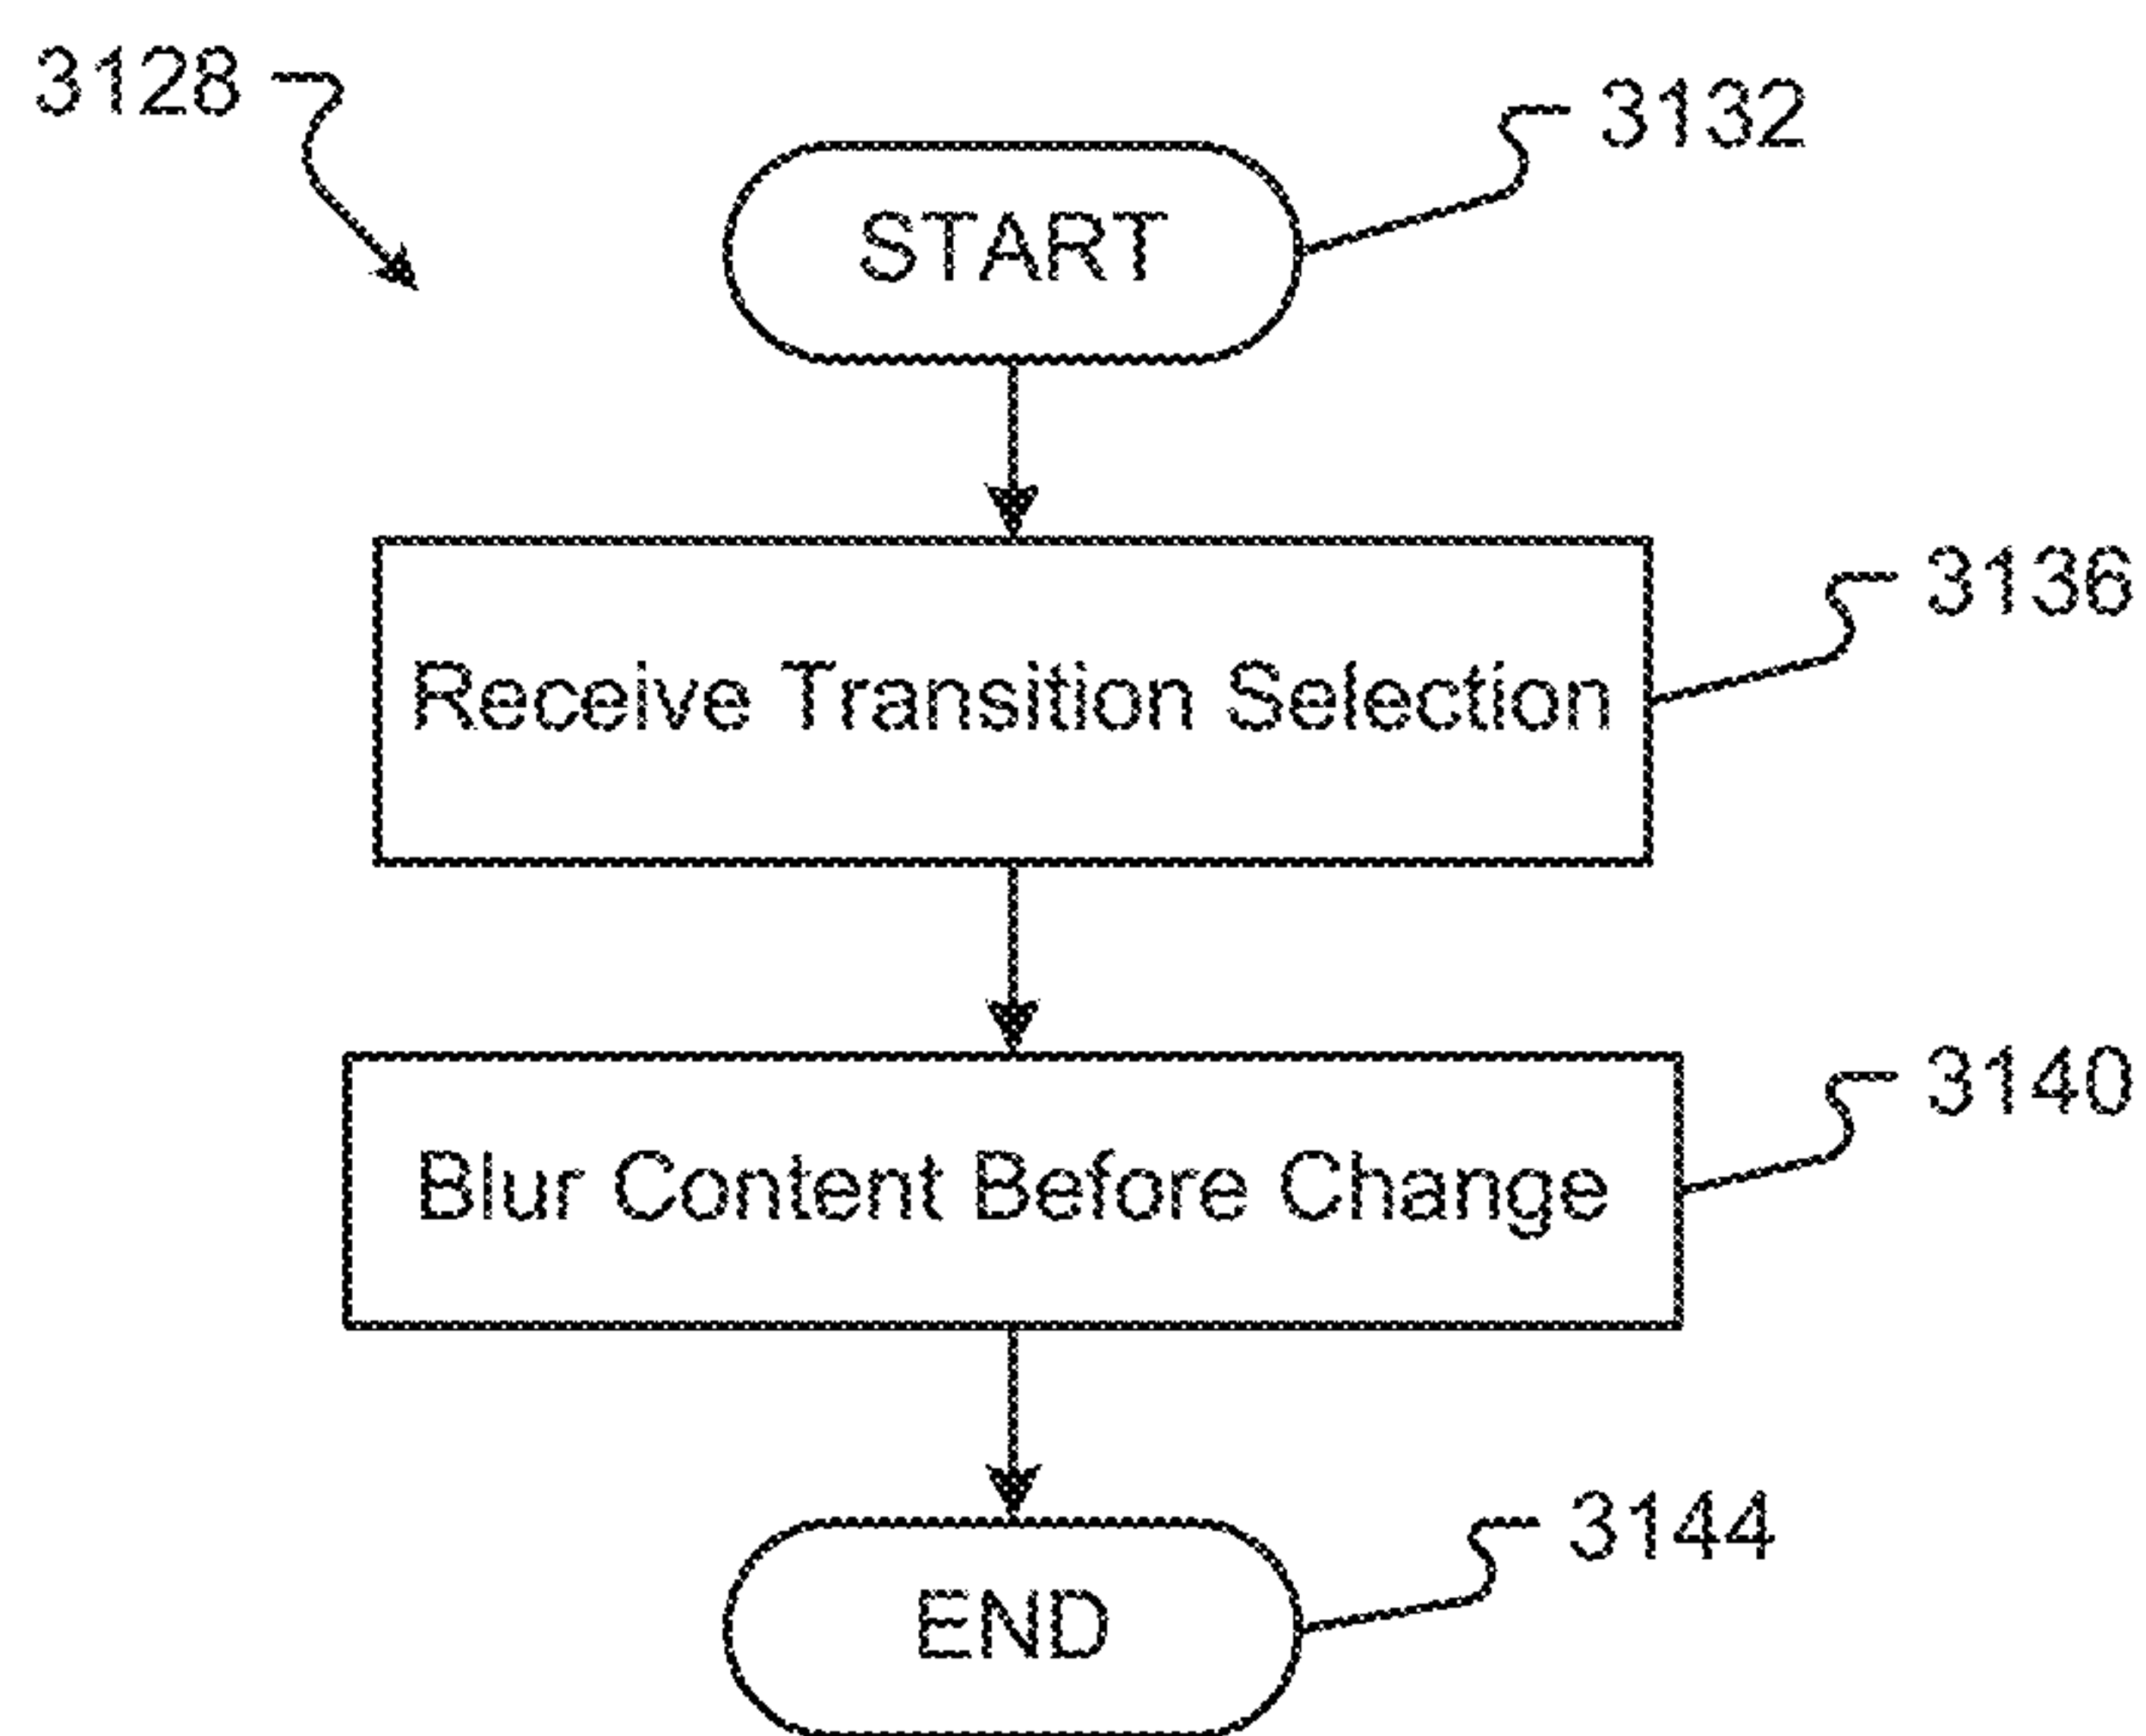 3128
3132
START
3136
Receive Transition Selection
3140
Blur Content Before Change
3144
END